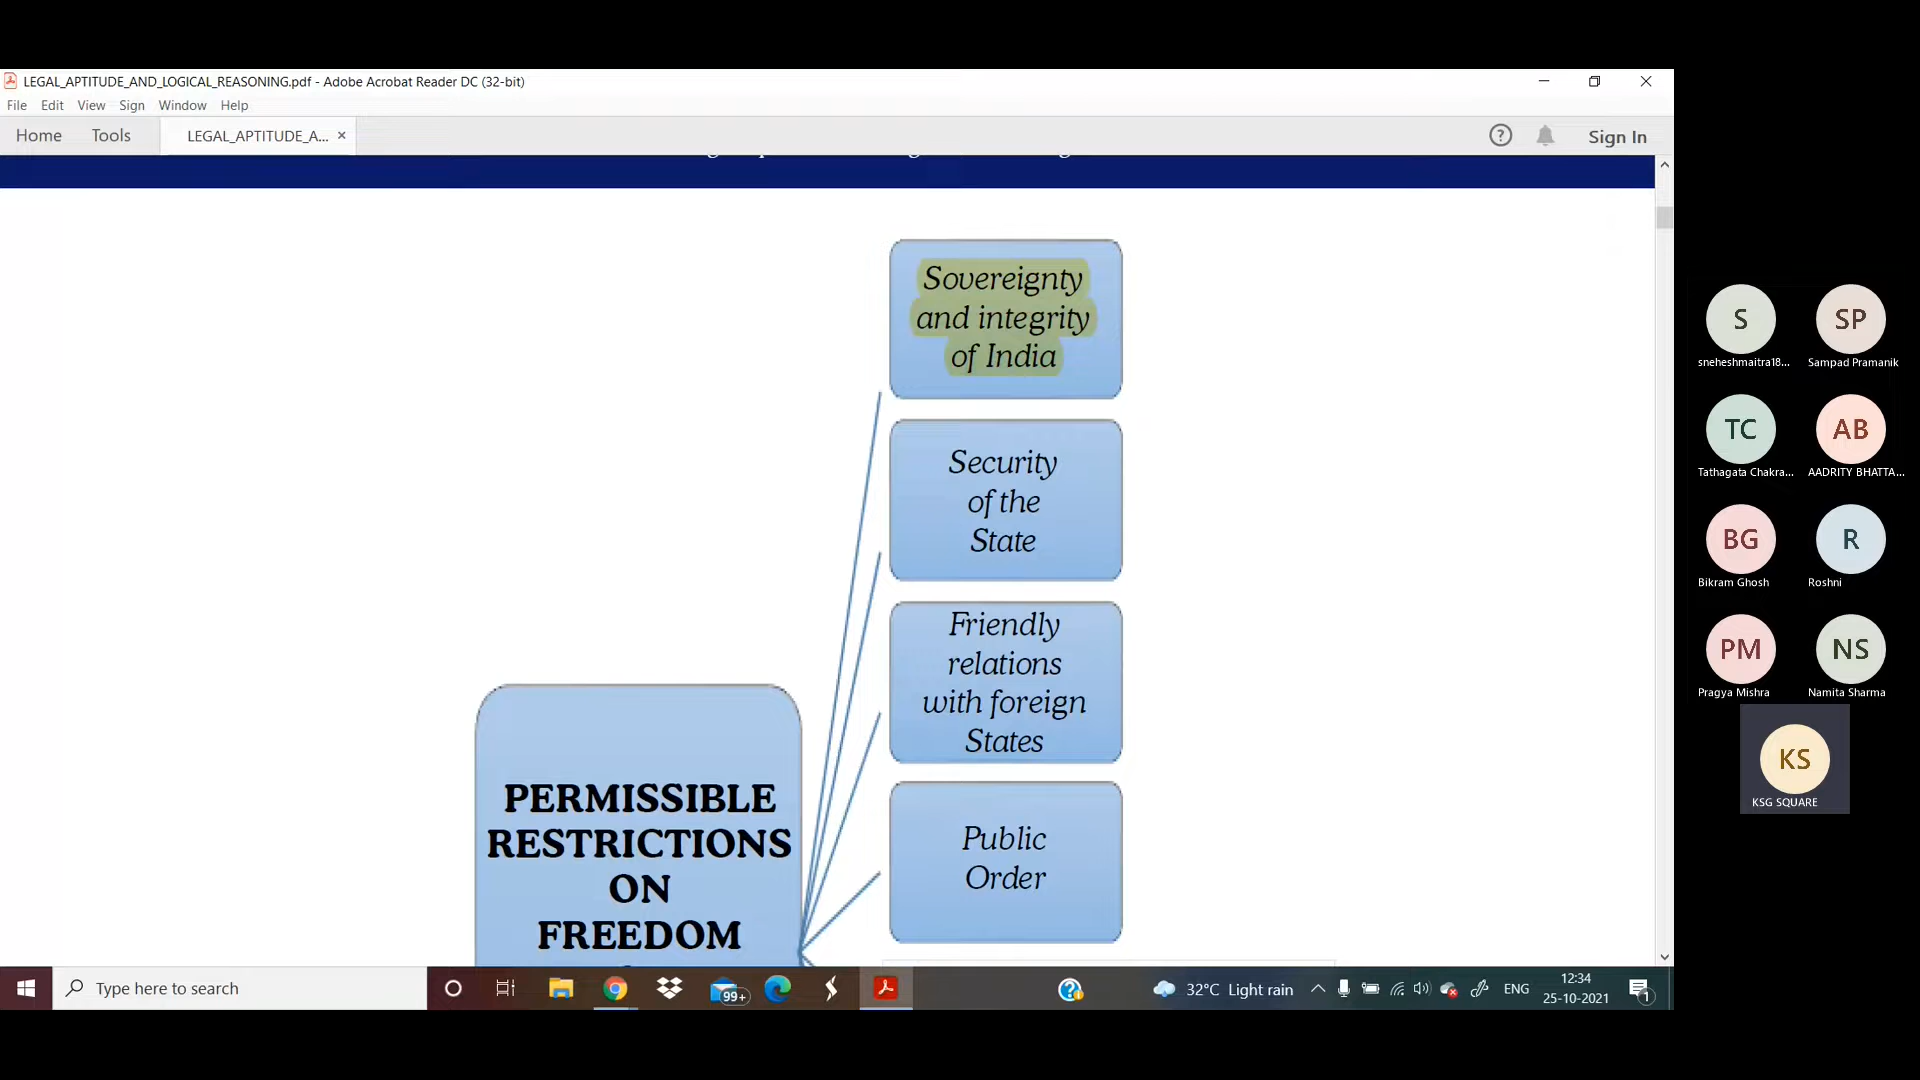 LEGAL_APTITUDE_AND_LOGICAL_REASONING.pdf - Adobe Acrobat Reader DC (32-bit)
File Edit View Sign Window Help
Home Tools LEGAL_APTITUDE_A... × Sign In
Sovereignty
and integrity
of India
Security
of the
State
Friendly
relations
with foreign
States
Public
Order
PERMISSIBLE
RESTRICTIONS
ON
FREEDOM
S
sneheshmaitra18...
SP
Sampad Pramanik
TC
Tathagata Chakra...
AB
AADRITY BHATTA...
BG
Bikram Ghosh
R
Roshni
PM
Pragya Mishra
NS
Namita Sharma
KS
KSG SQUARE
Type here to search
99+
32°C Light rain
ENG
12:34
25-10-2021
1